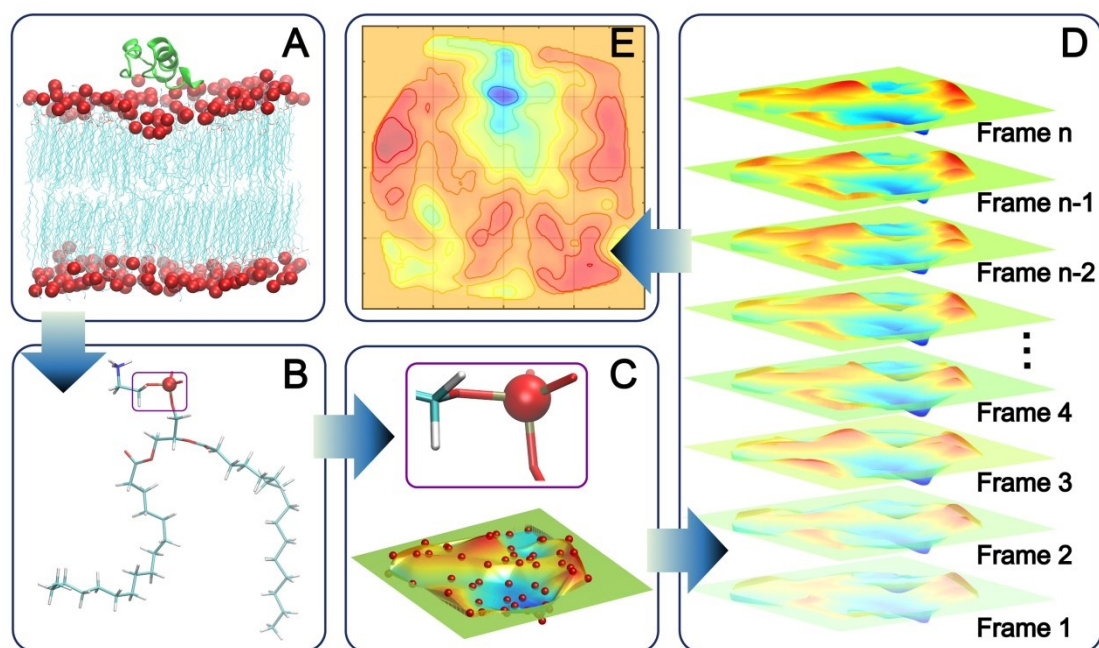 A
B
C
D
Frame n
Frame n-1
Frame n-2
⋮
Frame 4
Frame 3
Frame 2
Frame 1
E